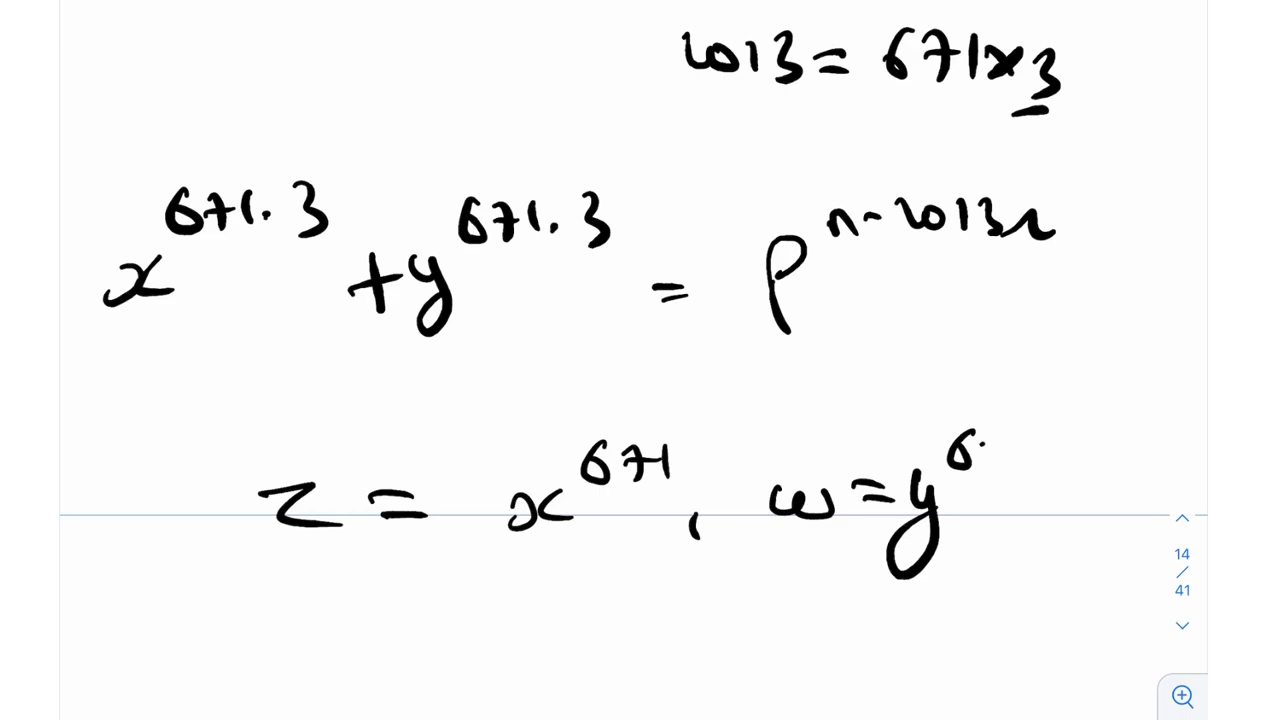 2013 = 671×3
x^{671.3} + y^{671.3} = p^{n-2013r}
z = x^{671}, w = y^{6.}
14
/
41